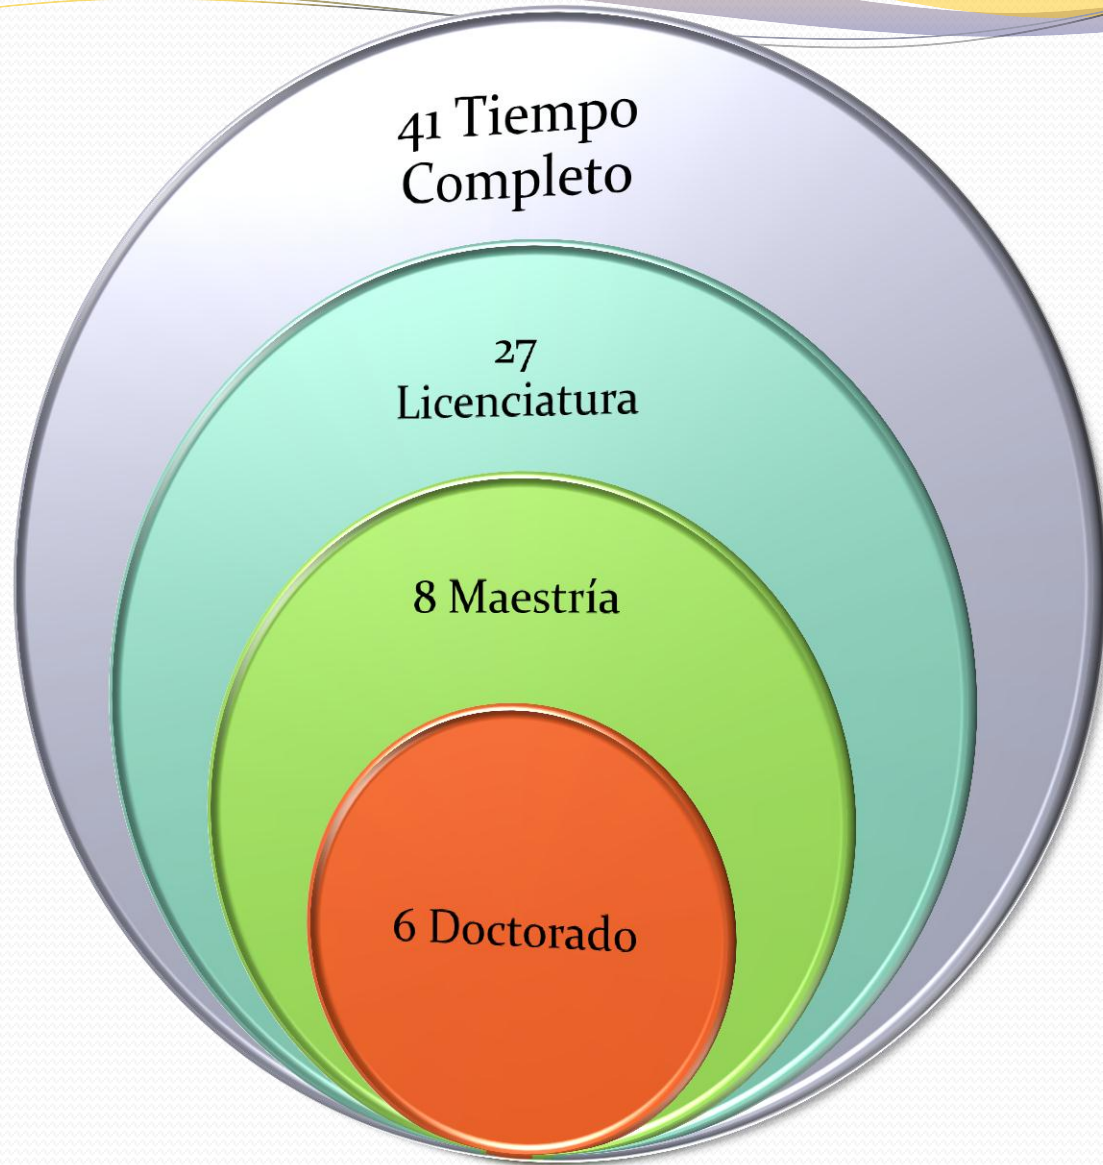 41 Tiempo
Completo
27
Licenciatura
8 Maestría
6 Doctorado